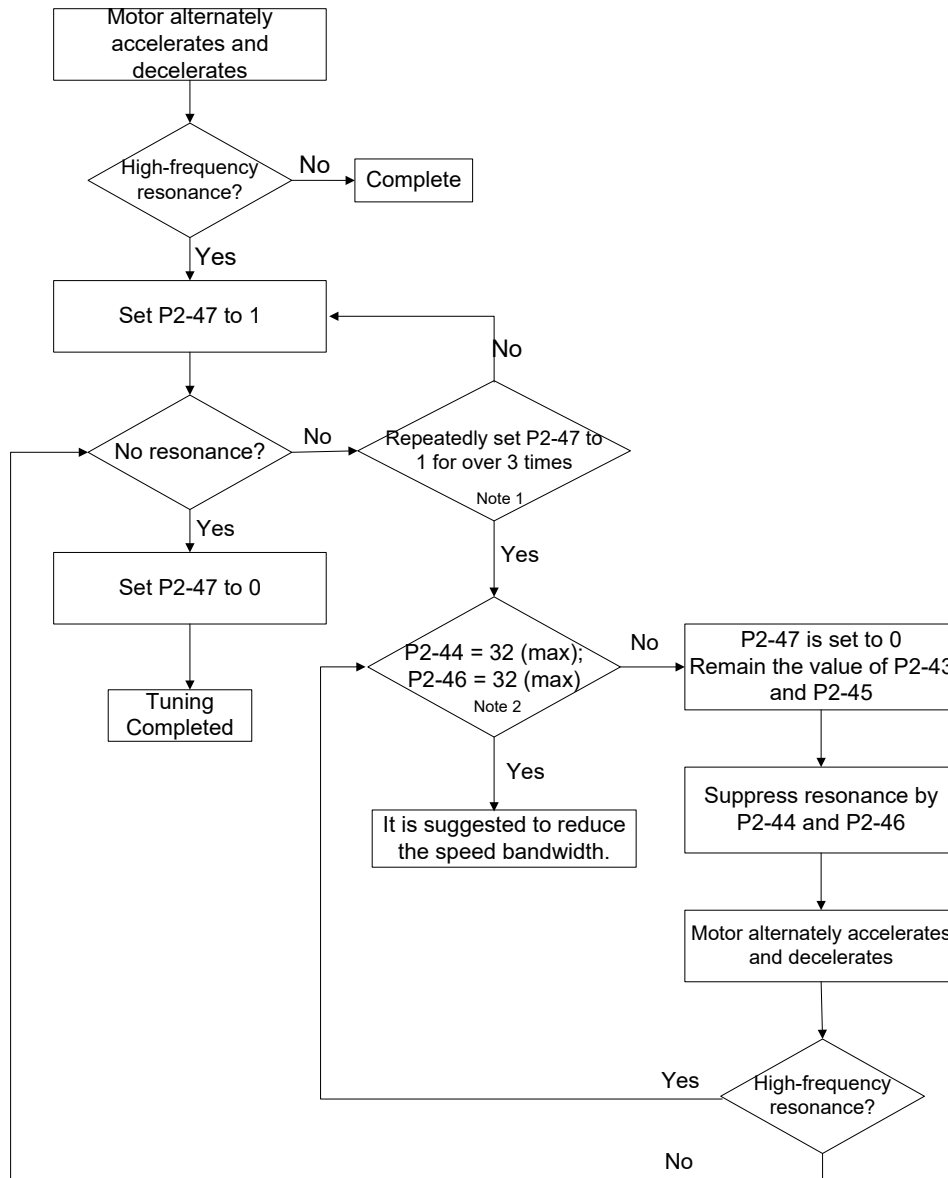 Motor alternately
accelerates and
decelerates
High-frequency
resonance?
No
Complete
Yes
Set P2-47 to 1
No
No resonance?
No
Repeatedly set P2-47 to
1 for over 3 times
Note 1
Yes
Set P2-47 to 0
Yes
Tuning
Completed
P2-44 = 32 (max);
P2-46 = 32 (max)
Note 2
No
P2-47 is set to 0
Remain the value of P2-43
and P2-45
Yes
It is suggested to reduce
the speed bandwidth.
Suppress resonance by
P2-44 and P2-46
Motor alternately accelerates
and decelerates
High-frequency
resonance?
Yes
No